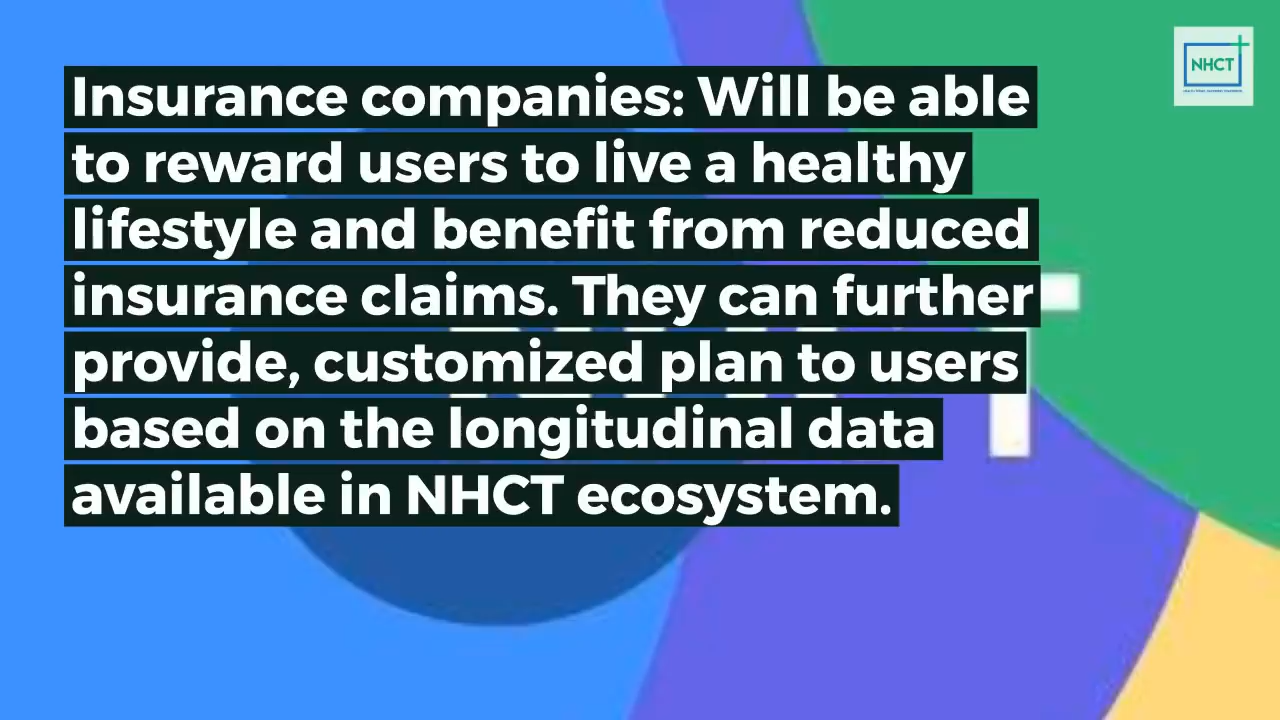 Insurance companies: Will be able
to reward users to live a healthy
lifestyle and benefit from reduced
insurance claims. They can further
provide, customized plan to users
based on the longitudinal data
available in NHCT ecosystem.
NHCT